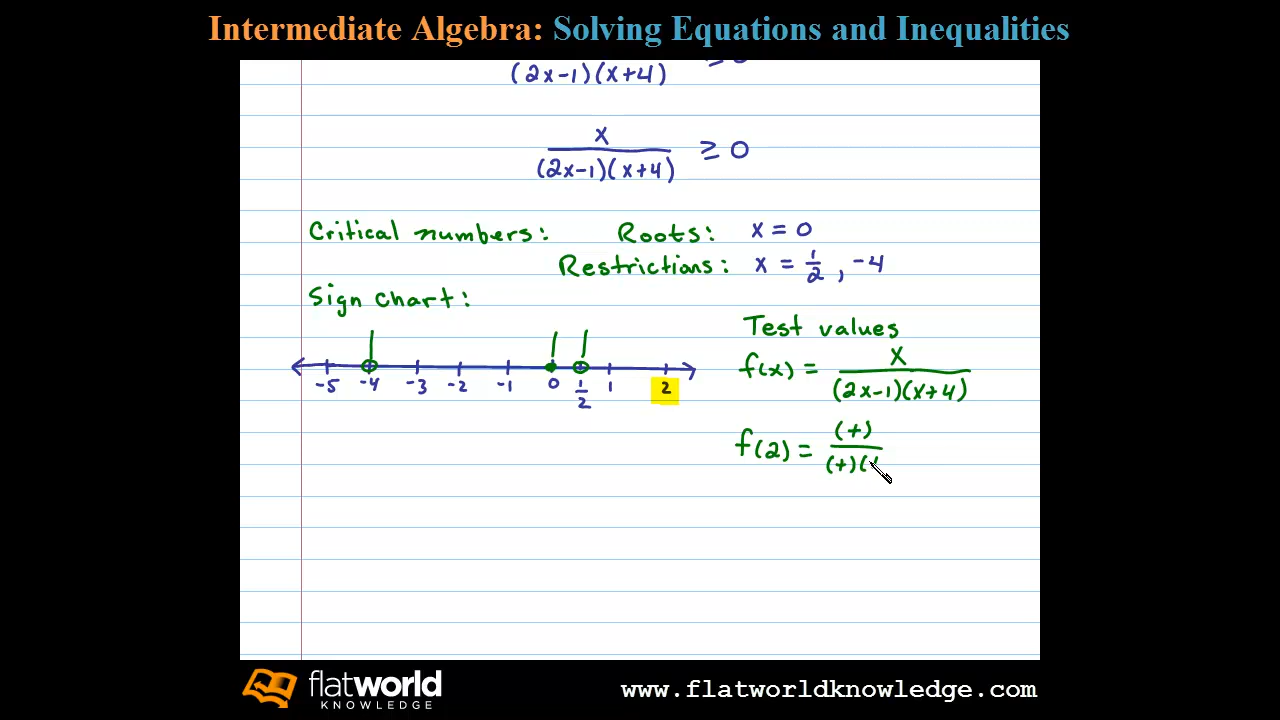 Intermediate Algebra: Solving Equations and Inequalities
(2x-1)(x+4) ≥ 0
x
(2x-1)(x+4) ≥ 0
Critical numbers: Roots: x = 0
Restrictions: x = 1/2, -4
Sign chart:
Test values
f(x) = x/((2x-1)(x+4))
-5 -4 -3 -2 -1 0 1/2 1 2
f(2) = (+)/((+)(
flatworld
KNOWLEDGE
www.flatworldknowledge.com